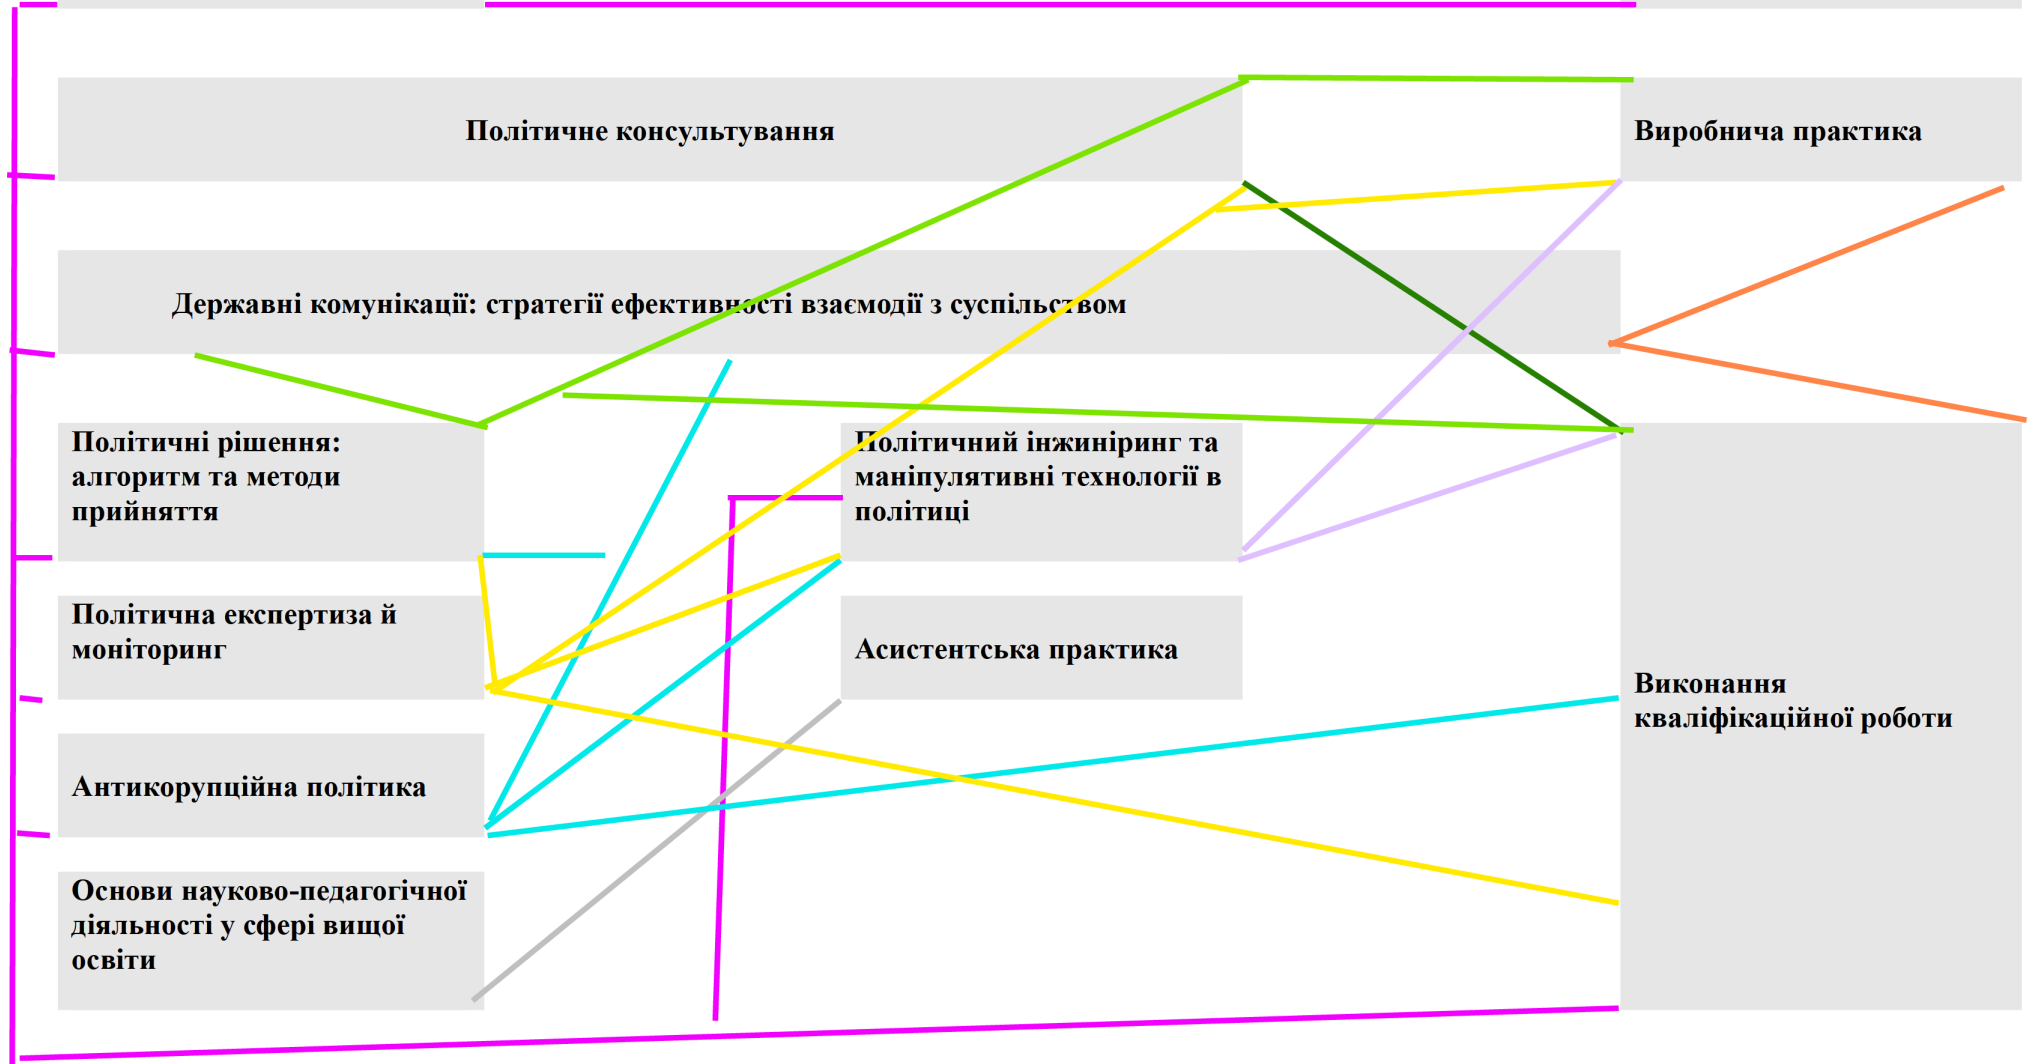 Політичне консультування
Виробнича практика
Державні комунікації: стратегії ефективності взаємодії з суспільством
Політичні рішення:
алгоритм та методи
прийняття
Політичний інжиніринг та
маніпулятивні технології в
політиці
Політична експертиза й
моніторинг
Асистентська практика
Виконання
кваліфікаційної роботи
Антикорупційна політика
Основи науково-педагогічної
діяльності у сфері вищої
освіти